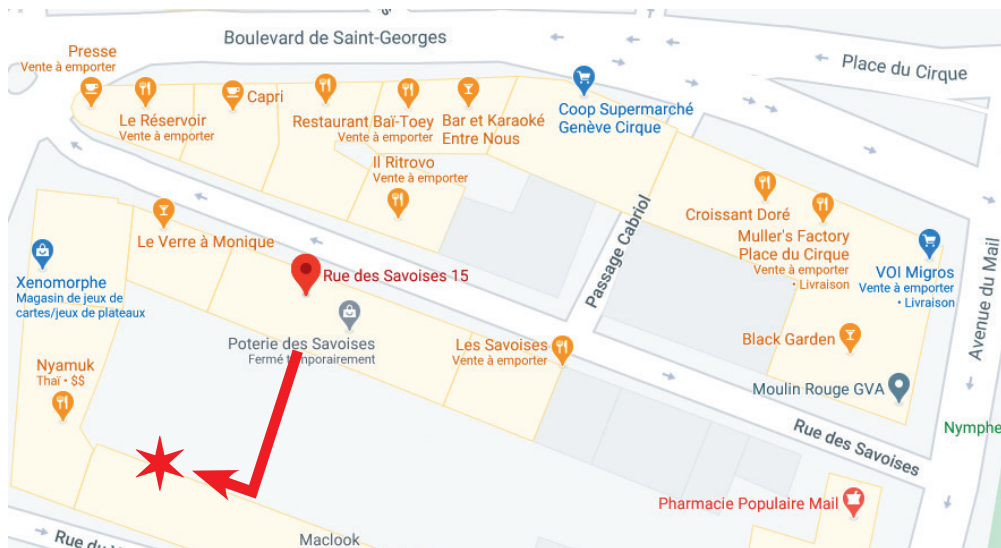 Boulevard de Saint-Georges
Place du Cirque
Presse
Vente à emporter
Le Réservoir
Vente à emporter
Capri
Restaurant Baï-Toey
Vente à emporter
Bar et Karaoké
Entre Nous
Coop Supermarché
Genève Cirque
Il Ritrovo
Vente à emporter
Passage Cabriol
Croissant Doré
Muller's Factory
Place du Cirque
Vente à emporter
• Livraison
VOI Migros
Vente à emporter
• Livraison
Avenue du Mail
Le Verre à Monique
Rue des Savoises 15
Xenomorphe
Magasin de jeux de
cartes/jeux de plateaux
Poterie des Savoises
Fermé temporairement
Les Savoises
Vente à emporter
Black Garden
Moulin Rouge GVA
Nyamuk
Thaï • $$
Rue des Savoises
Nymphe
Pharmacie Populaire Mail
Maclook
Rue du